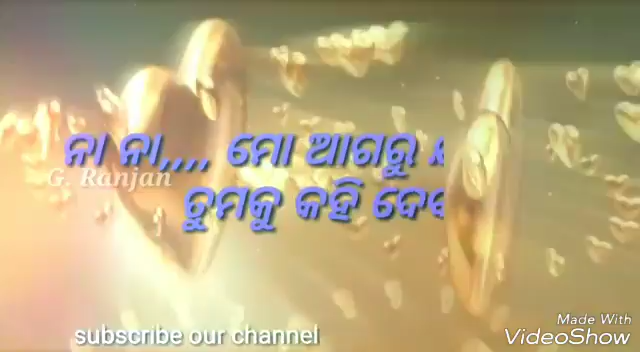 ନା ନା,,,, ମୋ ଆଗରୁ
G. Ranjan
ତୁମକୁ କହି
subscribe our channel
Made With
VideoShow